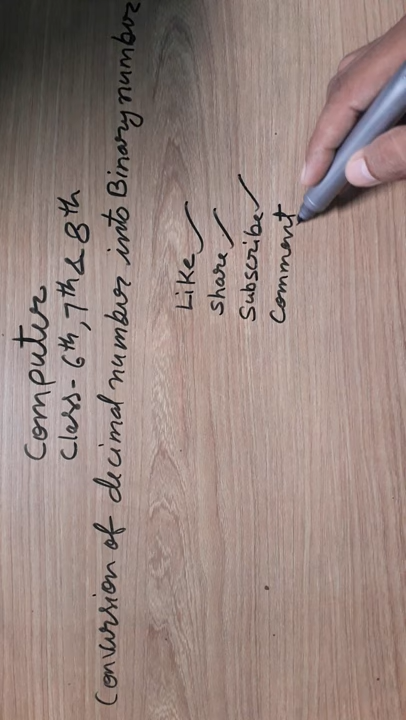 Computer
Class- 6th, 7th & 8th
Conversion of decimal number into Binary number
Like ✓
Share ✓
Subscribe ✓
Comment